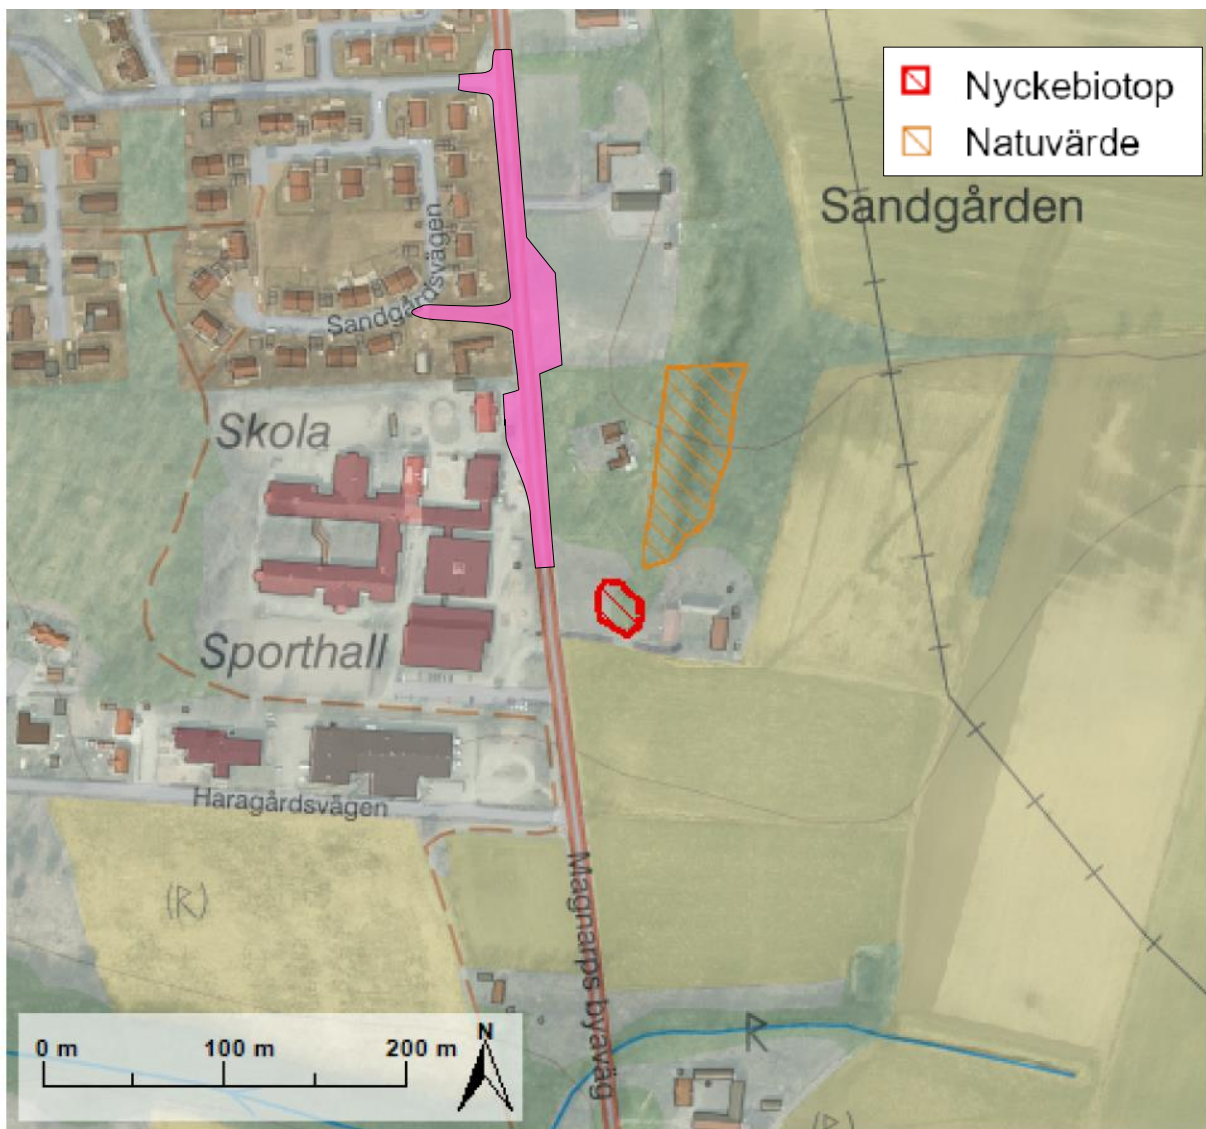 Nyckebiotop
Natuvärde
Sandgården
Sandgårdsvägen
Skola
Sporthall
Haragårdsvägen
(R)
Magnarps byaväg
R
N
0 m 100 m 200 m
(R)